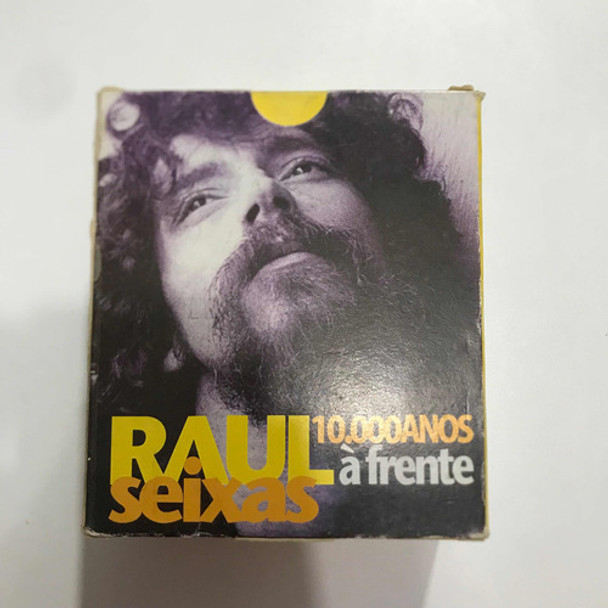 RAUL 10.000ANOS
seixas à frente